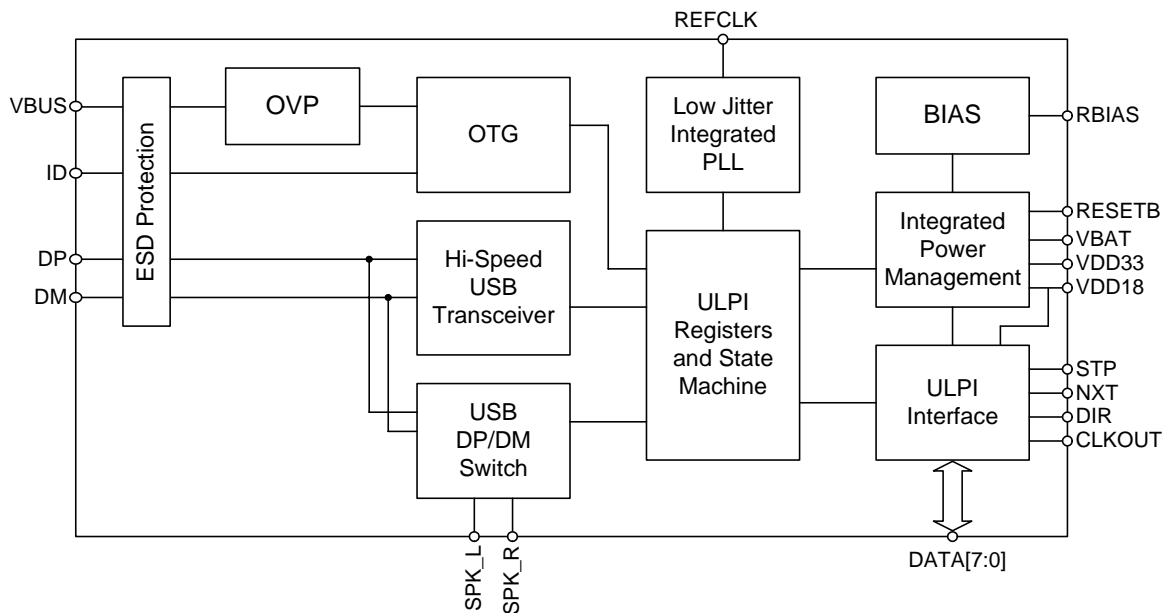 REFCLK
VBUS
OVP
OTG
Low Jitter
Integrated
PLL
BIAS
RBIAS
ID
ESD Protection
RESETB
Integrated
Power
Management
VBAT
VDD33
VDD18
DP
DM
Hi-Speed
USB
Transceiver
ULPI
Registers
and State
Machine
USB
DP/DM
Switch
ULPI
Interface
STP
NXT
DIR
CLKOUT
SPK_L
SPK_R
DATA[7:0]